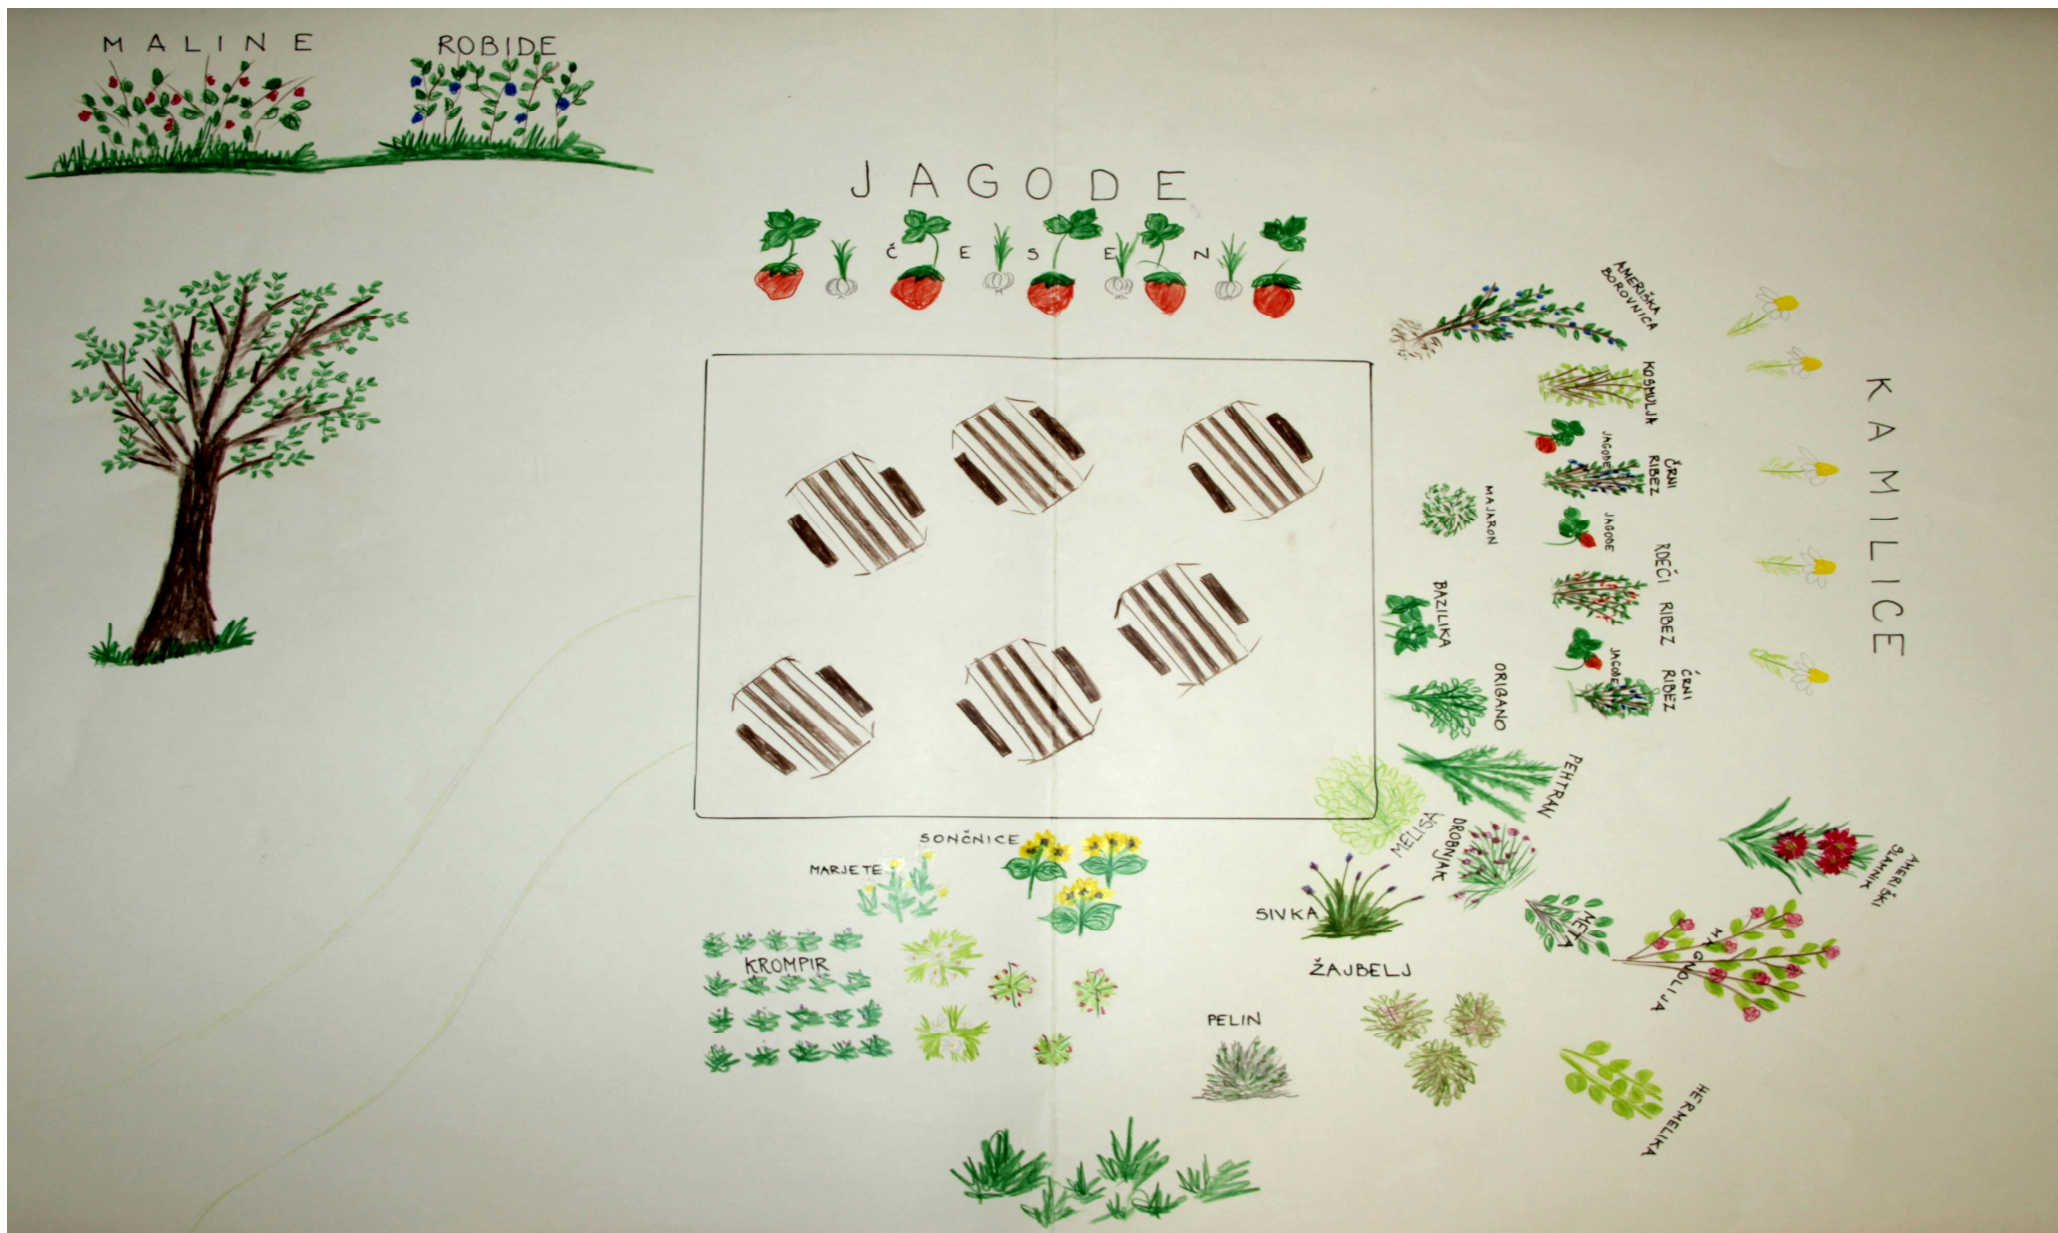 MALINE
ROBIDE
JAGODE
ČESEN
AMERIŠKA
BOROVNICA
KOSMULJA
JAGODE
ČRNI
RIBEZ
JAGODE
RDEČI RIBEZ
JAGODE
ČRNI
RIBEZ
KAMILICE
MAJARON
BAZILIKA
ORIGANO
PEHTRAN
MELISA
DROBNJAK
SONČNICE
MARJETE
KROMPIR
SIVKA
META
AMERIŠKI
SLAMNIK
MAGNOLIJA
ŽAJBELJ
PELIN
HERMELIKA